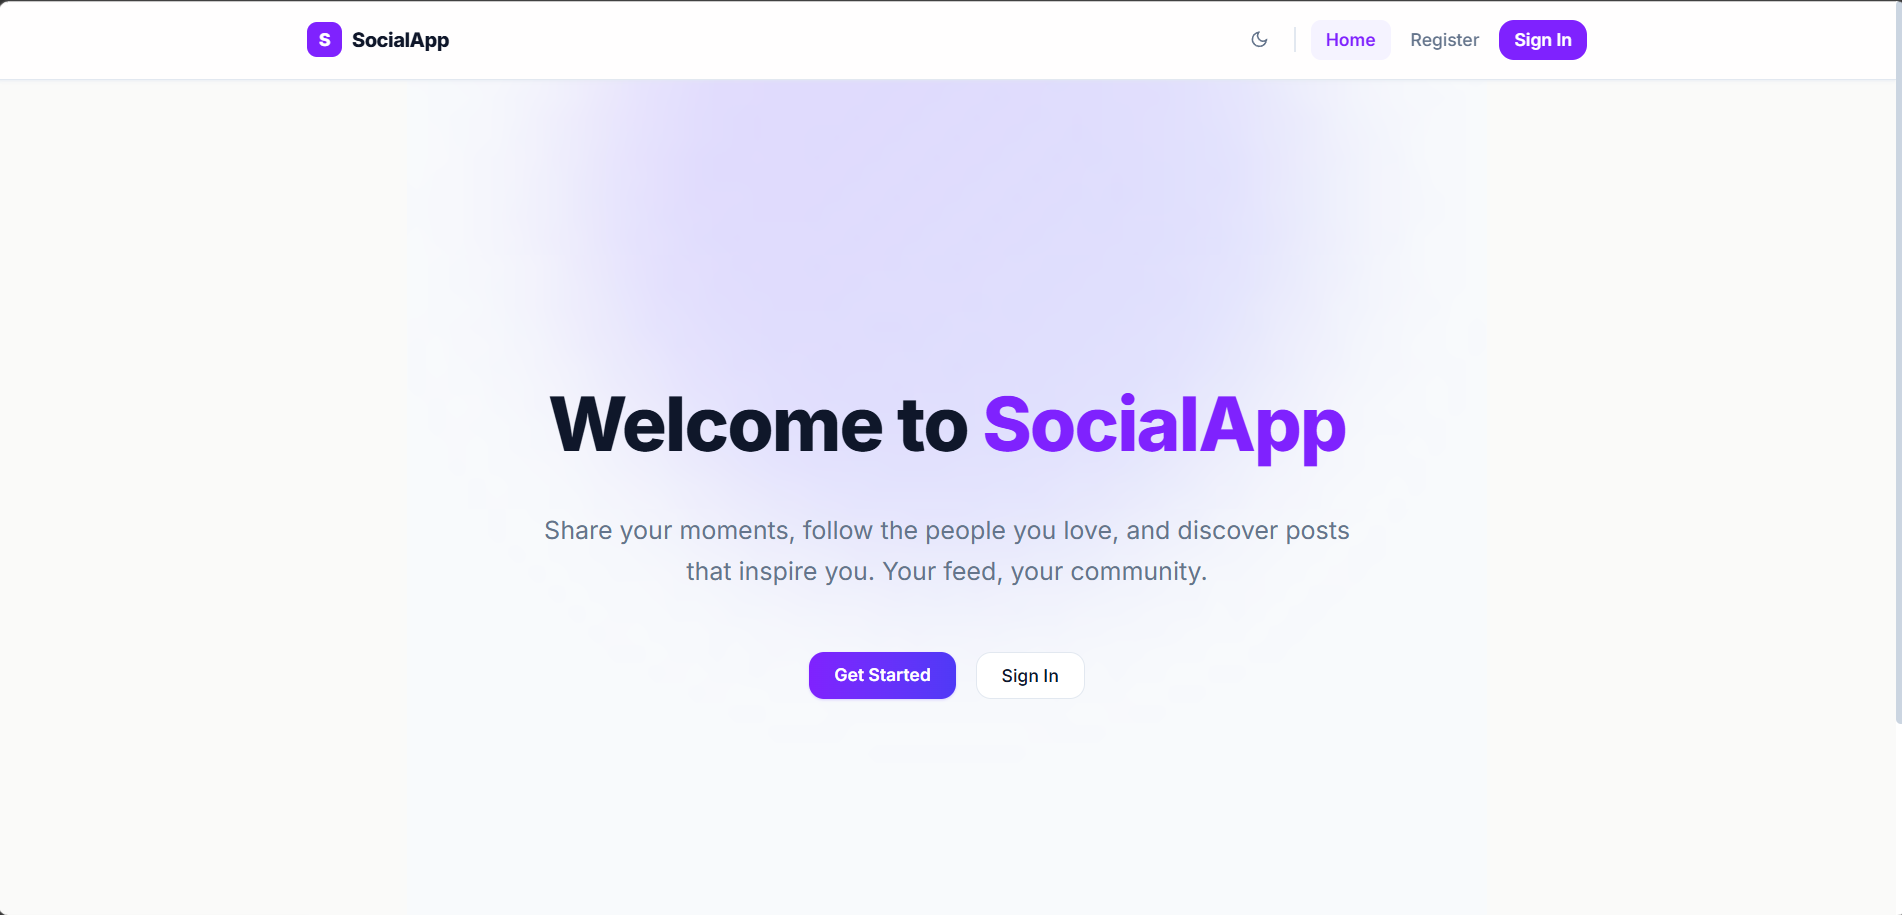 S SocialApp
Home
Register
Sign In
Welcome to SocialApp
Share your moments, follow the people you love, and discover posts
that inspire you. Your feed, your community.
Get Started
Sign In